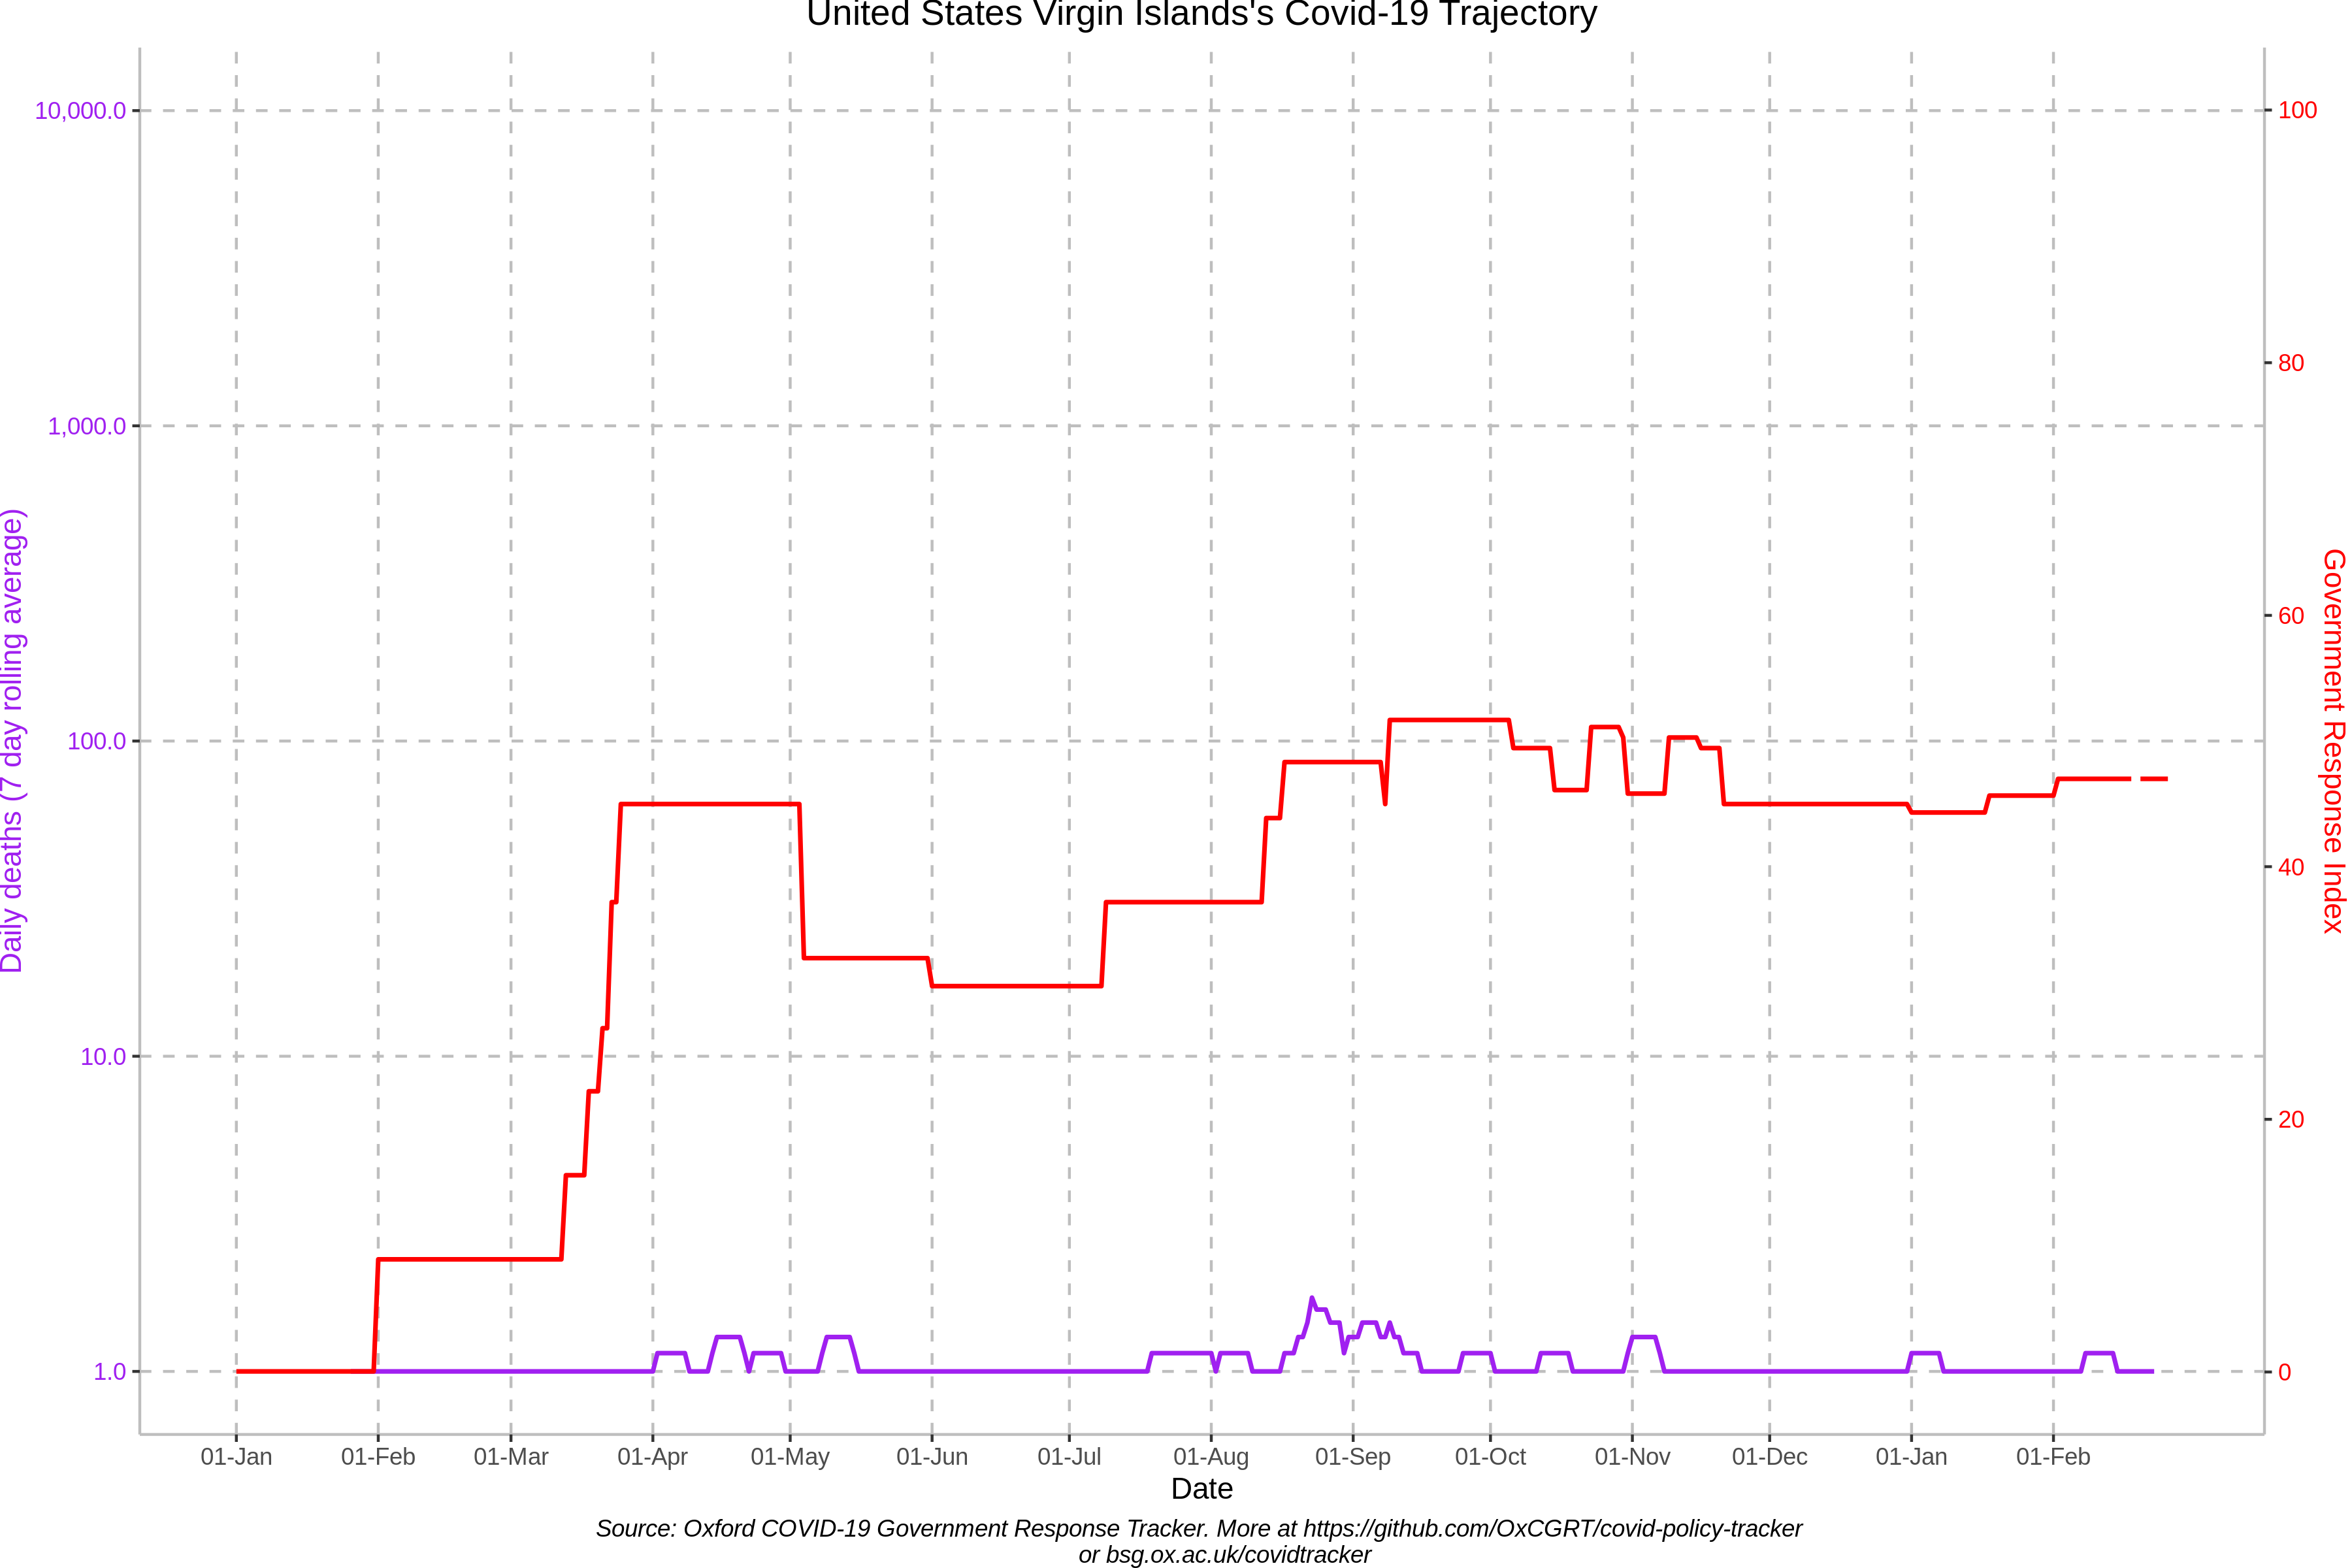 United States Virgin Islands's Covid-19 Trajectory
10,000.0
1,000.0
100.0
10.0
1.0
Daily deaths (7 day rolling average)
100
80
60
40
20
0
Government Response Index
01-Jan 01-Feb 01-Mar 01-Apr 01-May 01-Jun 01-Jul 01-Aug 01-Sep 01-Oct 01-Nov 01-Dec 01-Jan 01-Feb
Date
Source: Oxford COVID-19 Government Response Tracker. More at https://github.com/OxCGRT/covid-policy-tracker
or bsg.ox.ac.uk/covidtracker